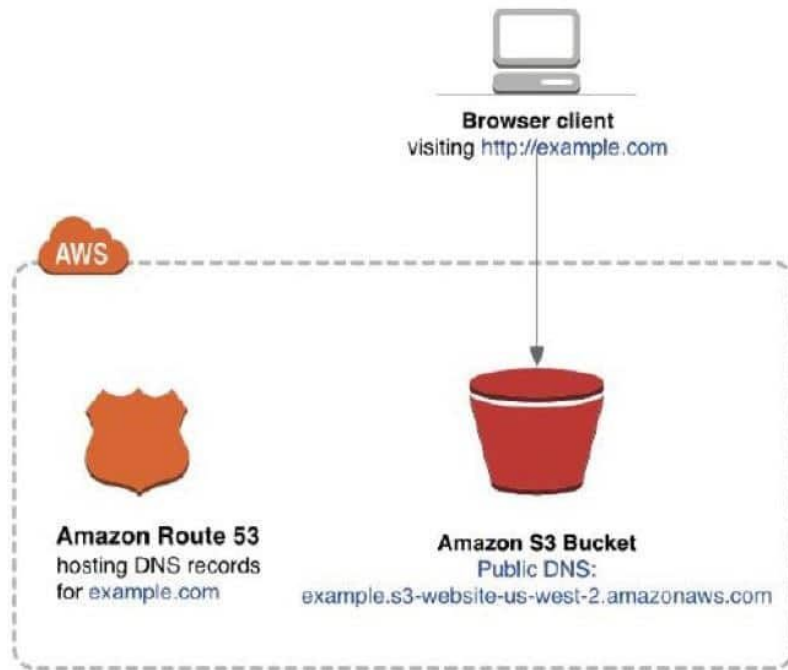 Browser client
visiting http://example.com
AWS
Amazon Route 53
hosting DNS records
for example.com
Amazon S3 Bucket
Public DNS:
example.s3-website-us-west-2.amazonaws.com